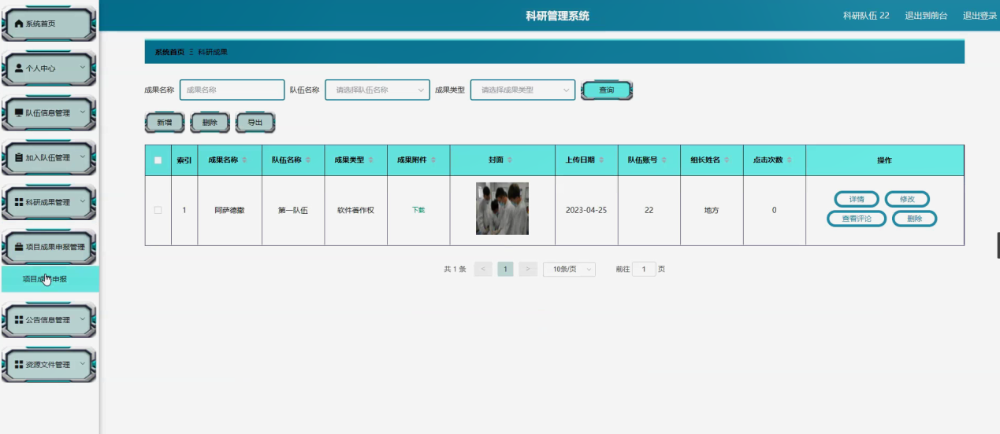 科研管理系统
科研队伍 22 退出到前台 退出登录
系统首页
个人中心
队伍信息管理
加入队伍管理
科研成果管理
项目成果申报管理
项目成果申报
公告信息管理
资源文件管理
系统首页 Ξ 科研成果
成果名称 成果名称 队伍名称 请选择队伍名称 成果类型 请选择成果类型 查询
新增 删除 导出
索引 成果名称 队伍名称 成果类型 成果附件 封面 上传日期 队伍账号 组长姓名 点击次数 操作
1 阿萨德撒 第一队伍 软件著作权 下载 2023-04-25 22 地方 0
详情 修改
查看评论 删除
共 1 条 < 1 > 10条/页 前往 1 页